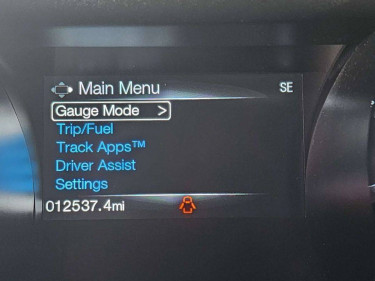 Main Menu
SE
Gauge Mode >
Trip/Fuel
Track Apps™
Driver Assist
Settings
012537.4mi